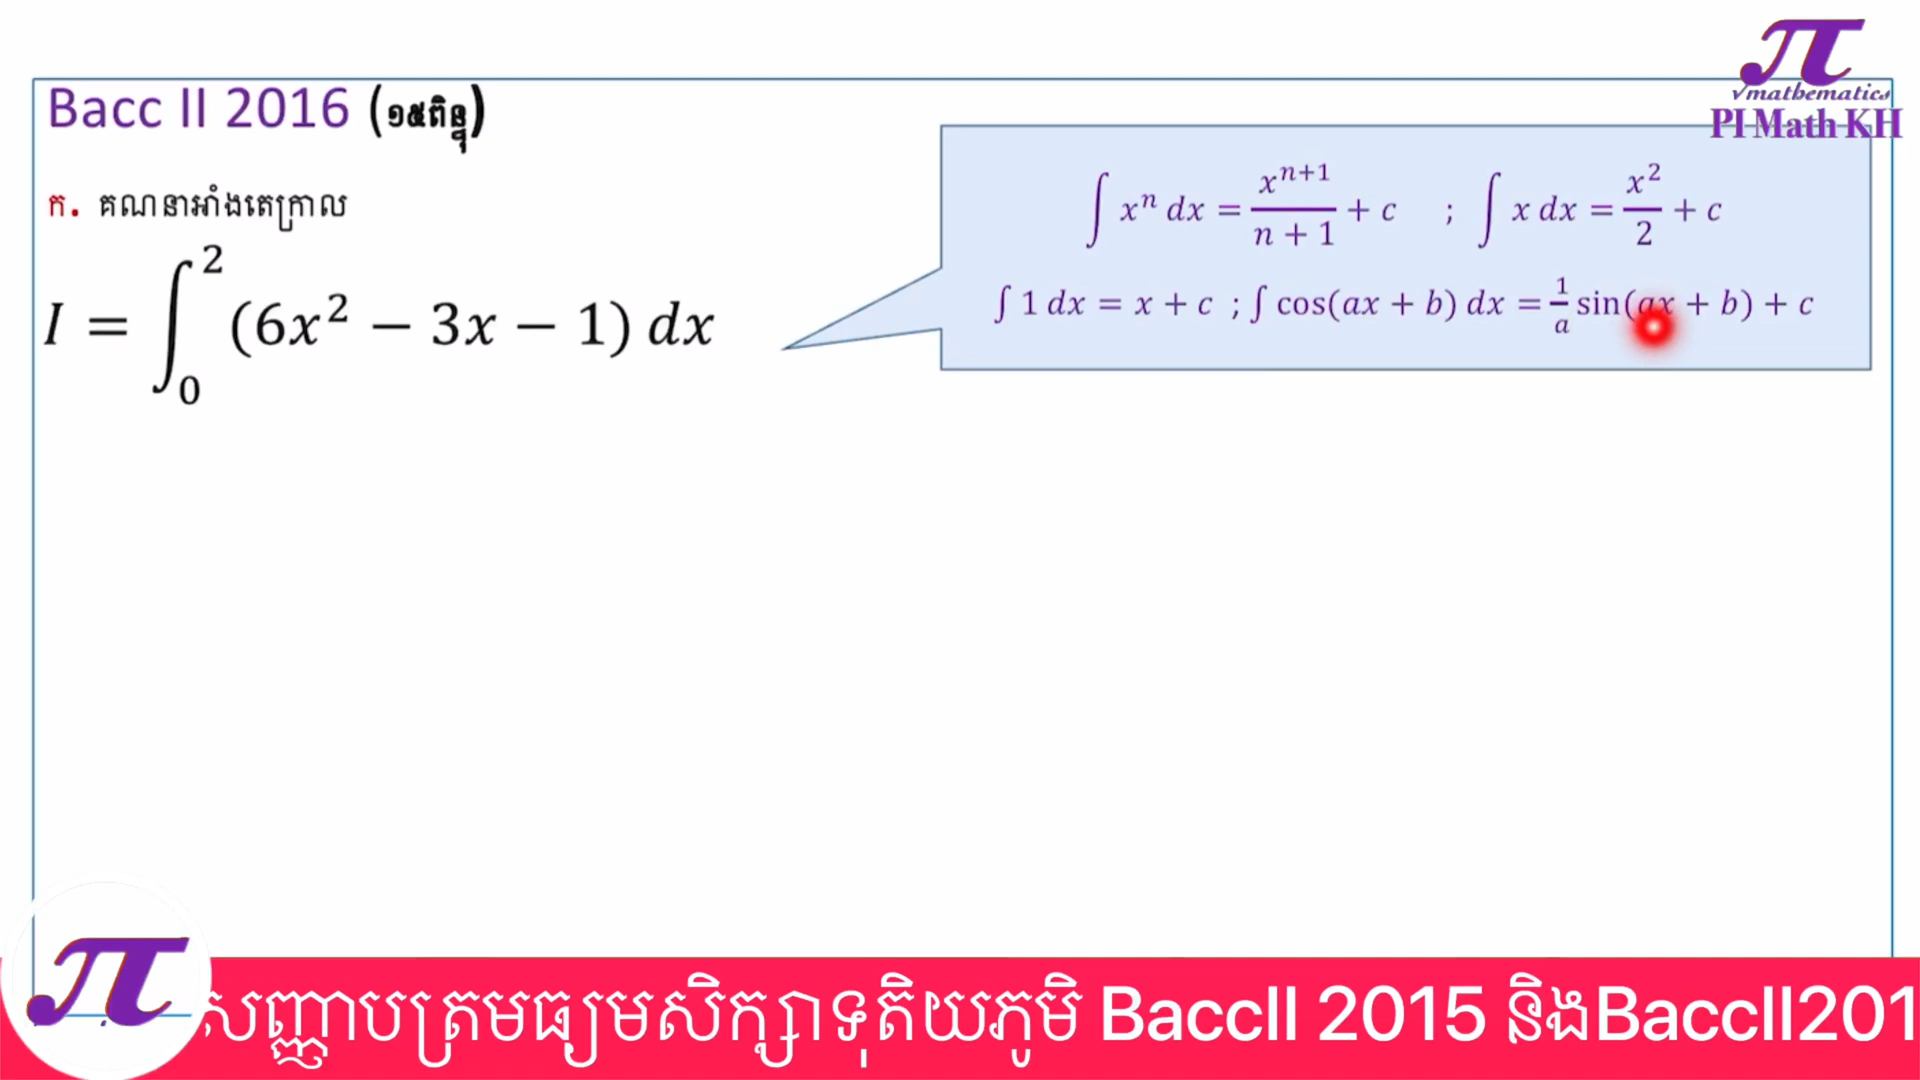 π
√mathematics
PI Math KH
Bacc II 2016 (១៥ពិន្ទុ)
ក. គណនាអាំងតេក្រាល
I = ∫₀² (6x² − 3x − 1) dx
∫ xⁿ dx = xⁿ⁺¹/(n + 1) + c ; ∫ x dx = x²/2 + c
∫ 1 dx = x + c ; ∫ cos(ax + b) dx = 1/a sin(ax + b) + c
π
សញ្ញាបត្រមធ្យមសិក្សាទុតិយភូមិ BaccII 2015 និងBaccII201